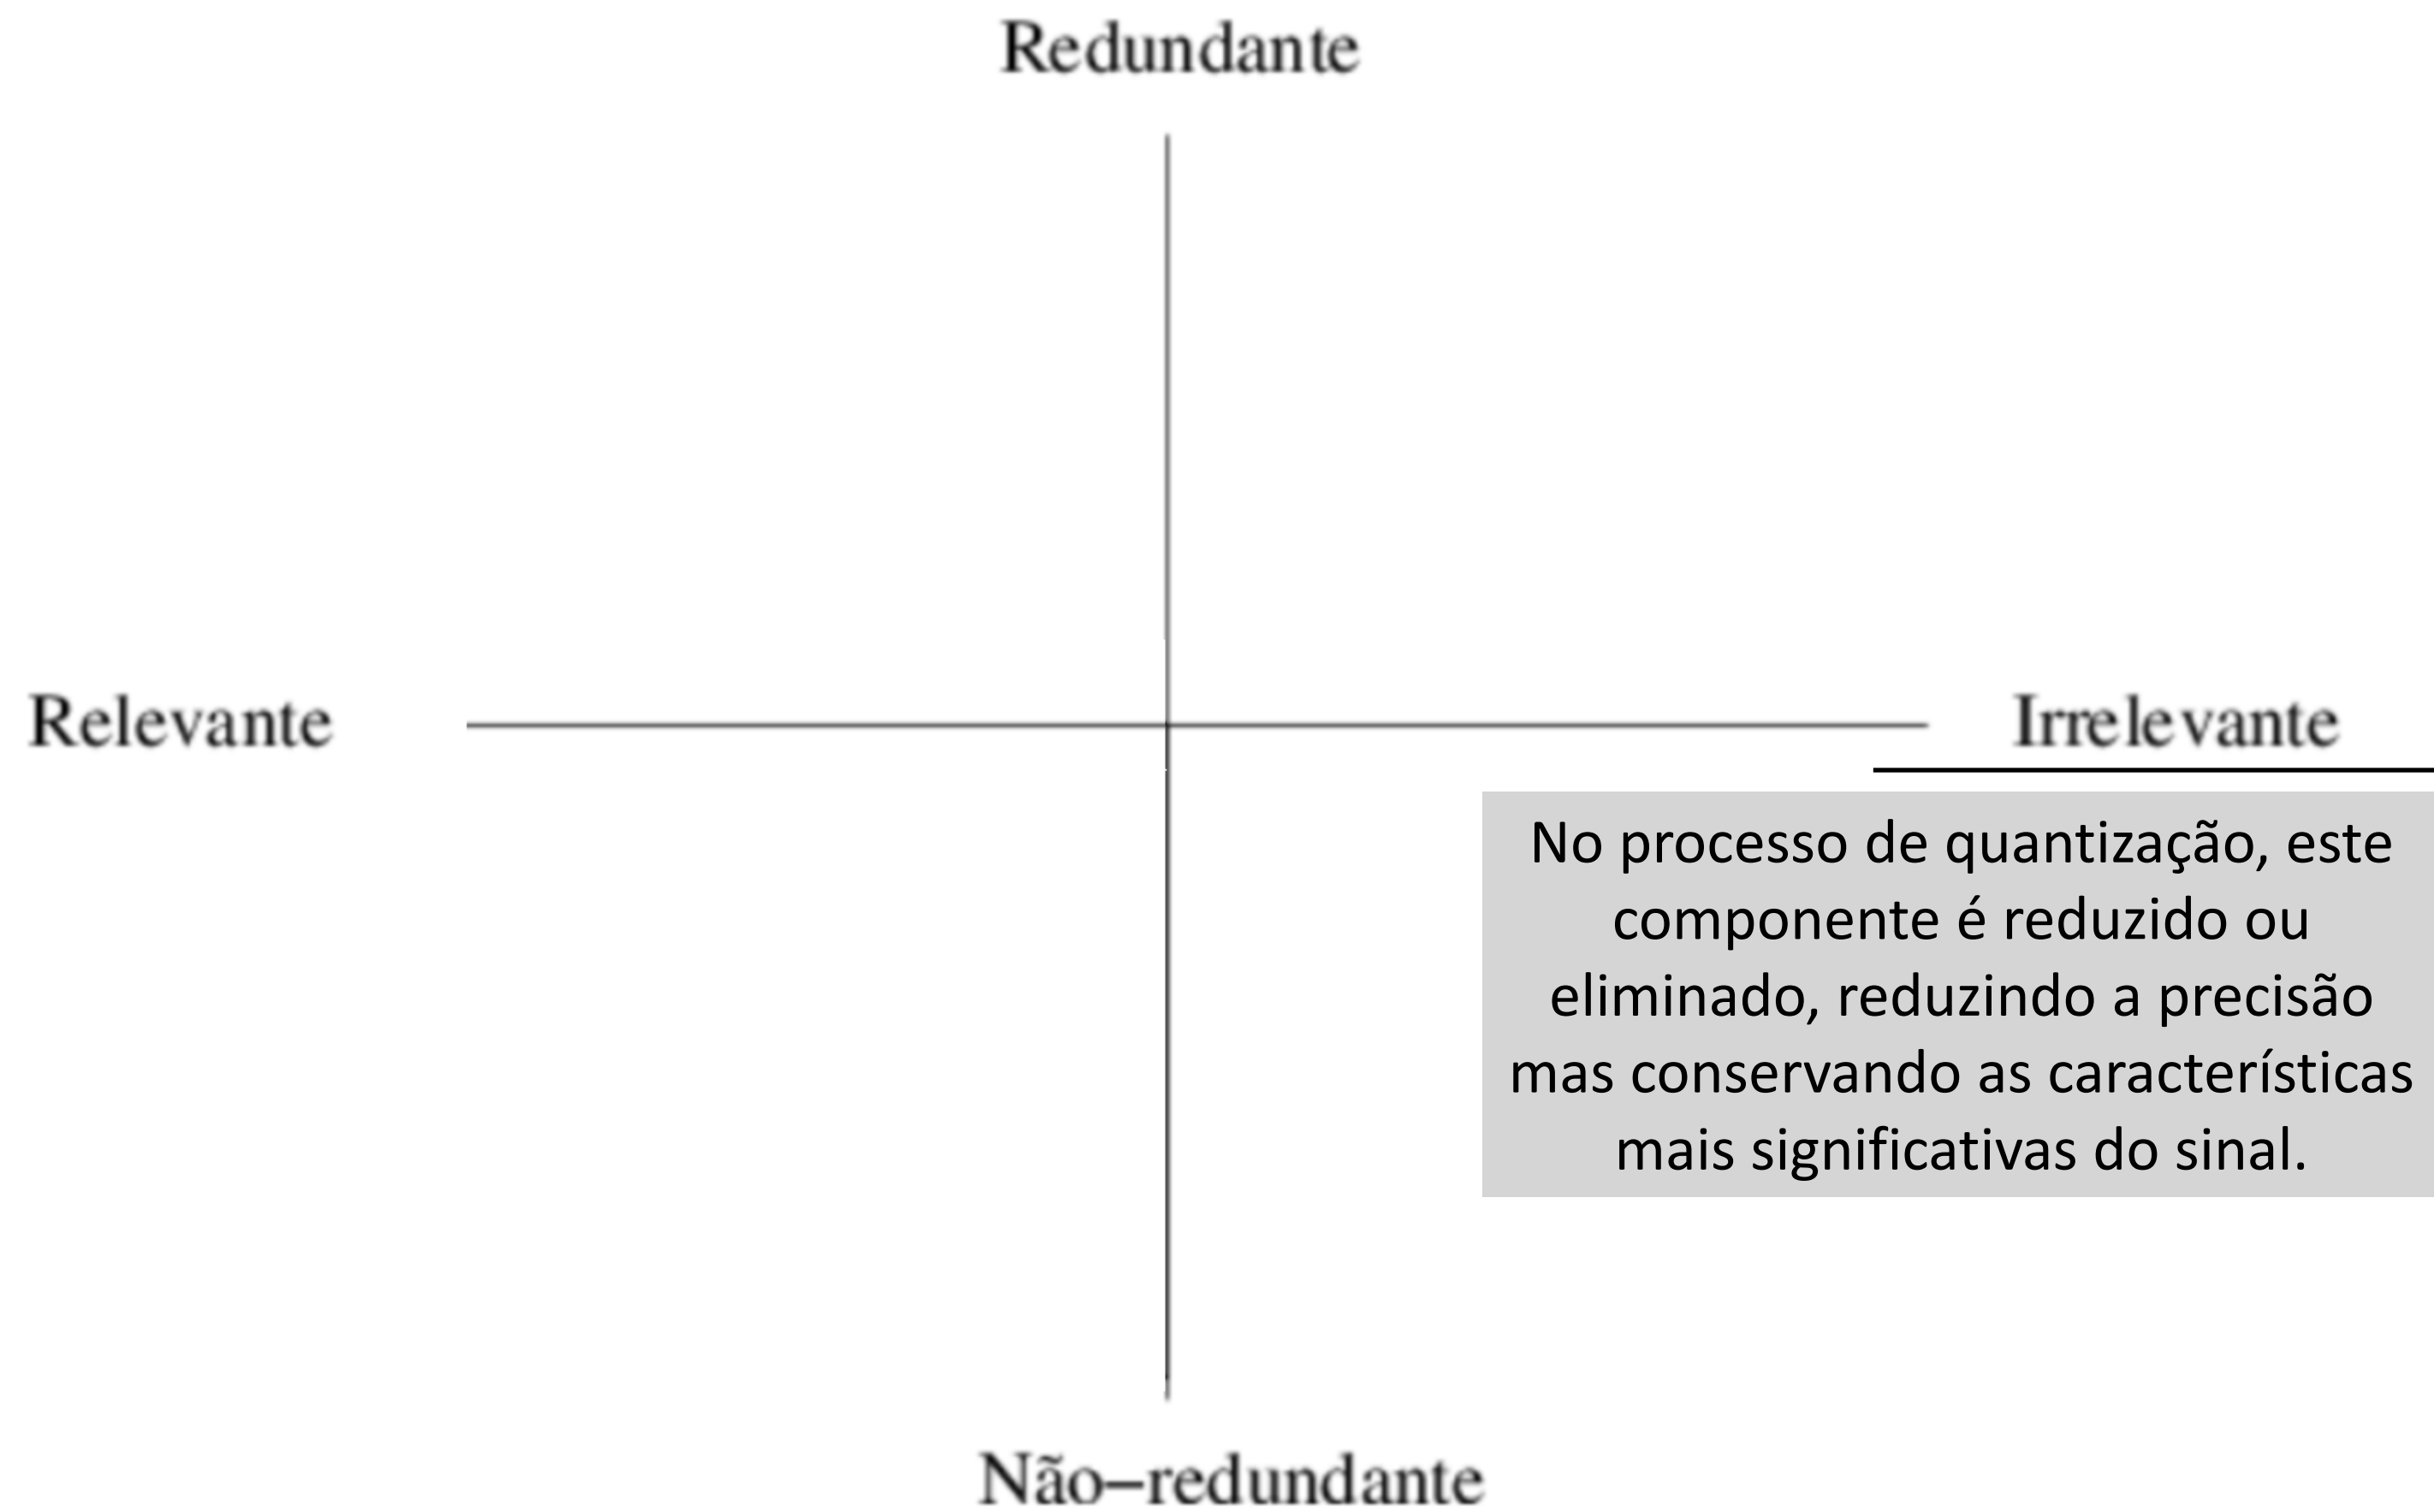 Redundante
Relevante
Irrelevante
No processo de quantização, este
componente é reduzido ou
eliminado, reduzindo a precisão
mas conservando as características
mais significativas do sinal.
Não–redundante